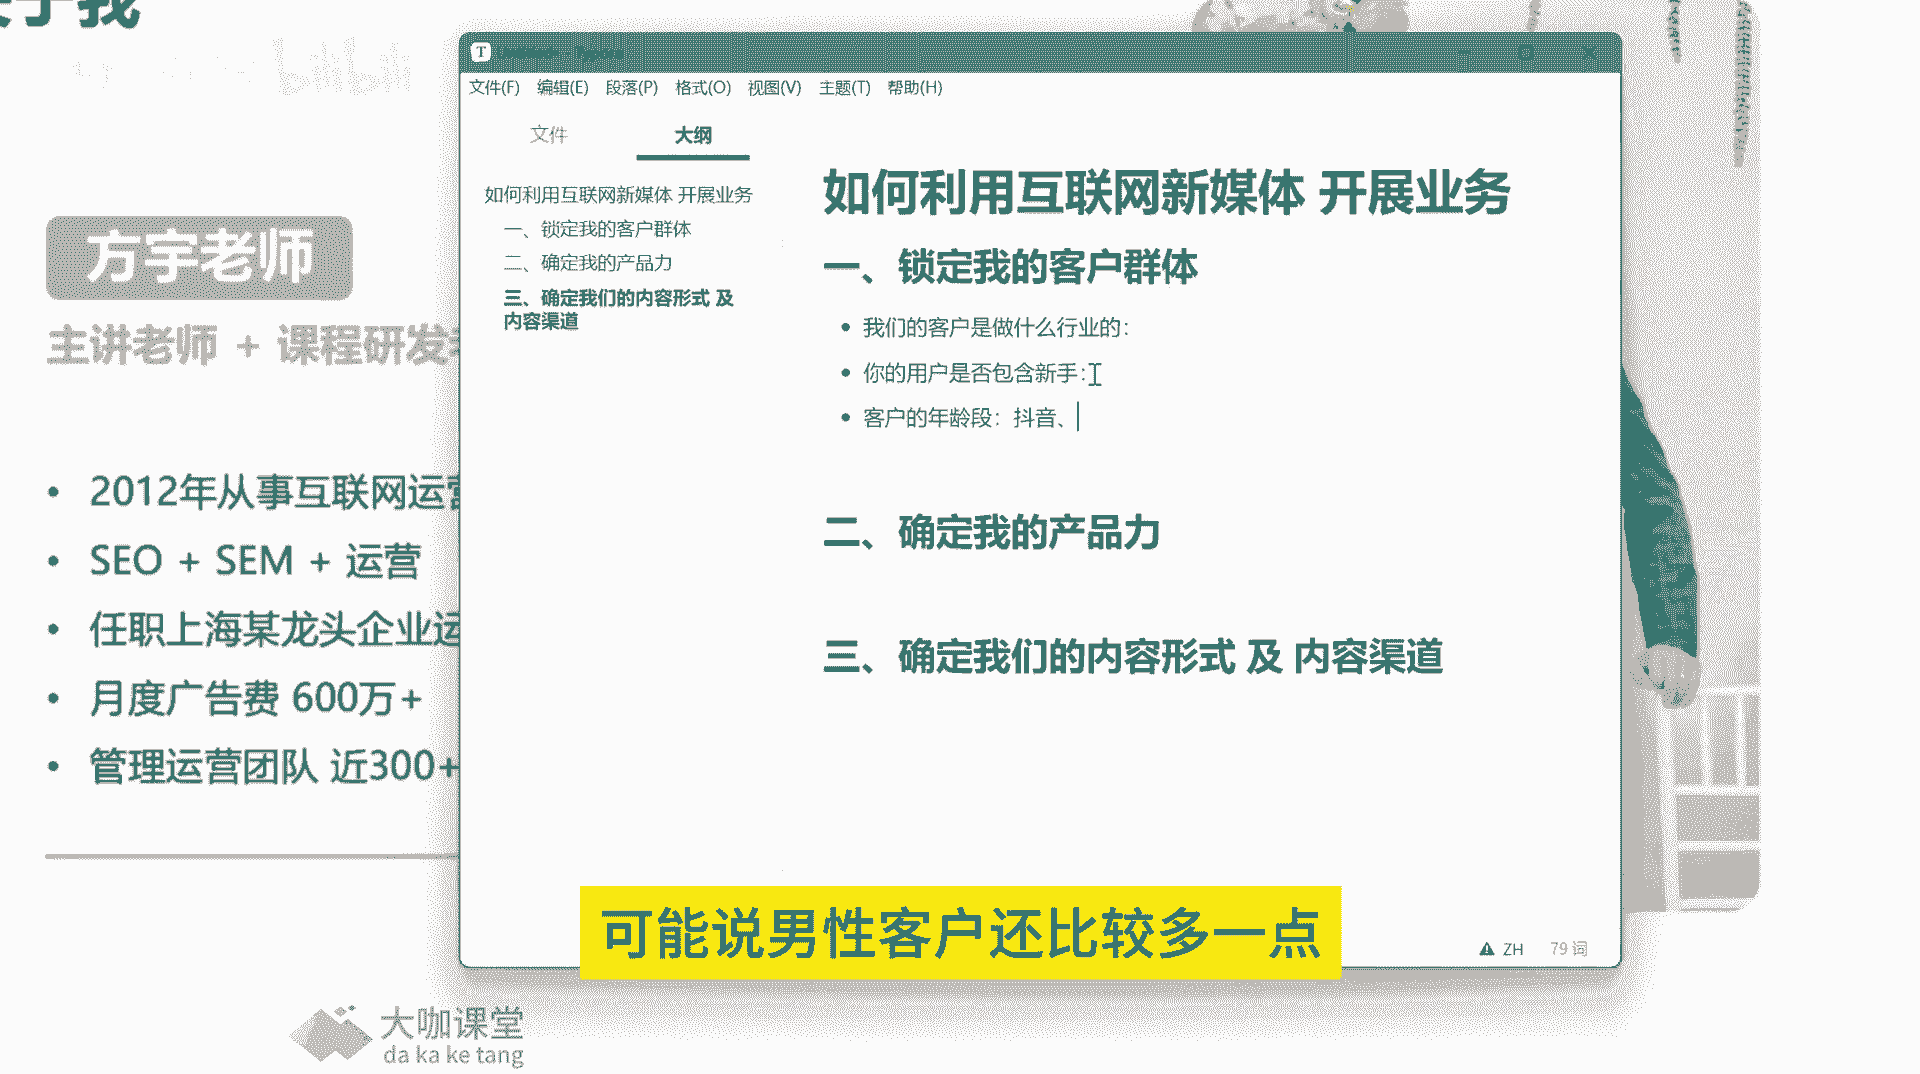 关于我
bilibili
方宇老师
主讲老师 + 课程研发
2012年从事互联网运营
SEO + SEM + 运营
任职上海某龙头企业运
月度广告费 600万+
管理运营团队 近300+
T
文件(F) 编辑(E) 段落(P) 格式(O) 视图(V) 主题(T) 帮助(H)
文件 大纲
如何利用互联网新媒体 开展业务
一、锁定我的客户群体
二、确定我的产品力
三、确定我们的内容形式 及
内容渠道
如何利用互联网新媒体 开展业务
一、锁定我的客户群体
我们的客户是做什么行业的：
你的用户是否包含新手：
客户的年龄段：抖音、
二、确定我的产品力
三、确定我们的内容形式 及 内容渠道
ZH 79 词
可能说男性客户还比较多一点
大咖课堂
da ka ke tang